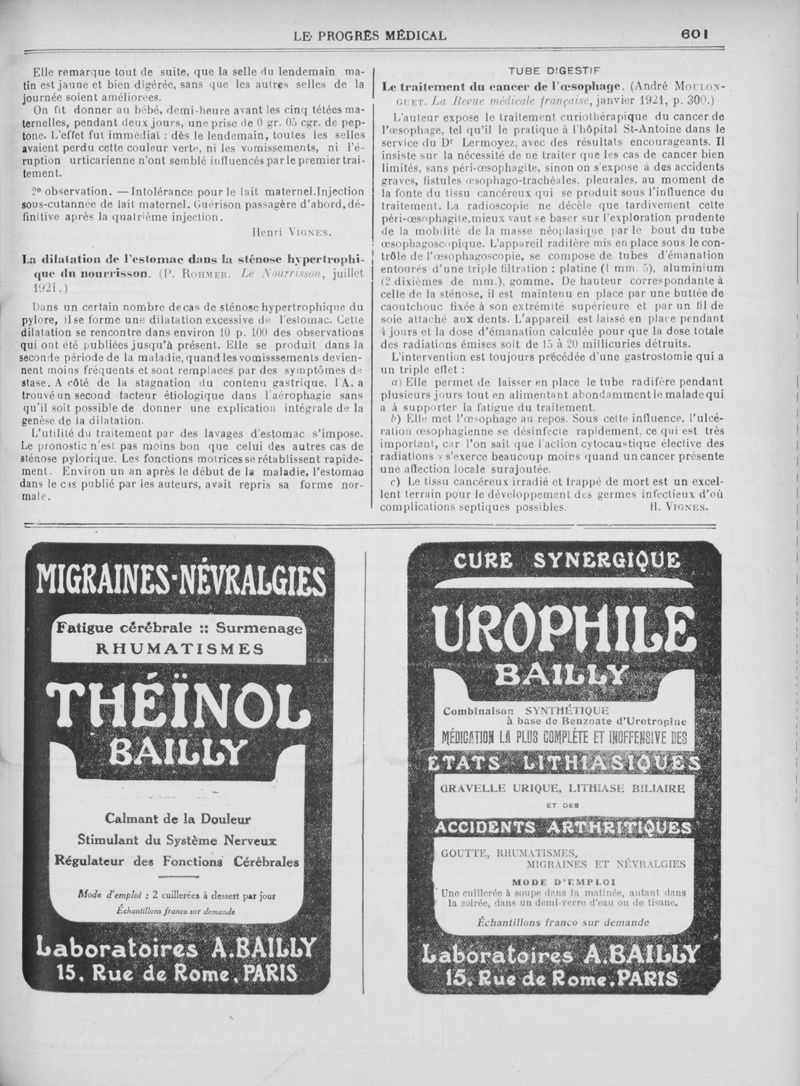 LE PROGRÈS MÉDICAL
601
Elle remarque tout de suite, que la selle du lendemain ma-
tin est jaune et bien digérée, sans que les autres selles de la
journée soient améliorées.
On fit donner au bébé, demi-heure avant les cinq tétées ma-
ternelles, pendant deux jours, une prise de 0 gr. 05 cgr. de pep-
tone. L'effet fut immédiat : dès le lendemain, toutes les selles
avaient perdu cette couleur verte, ni les vomissements, ni l'é-
ruption urticarienne n'ont semblé influencés par le premier trai-
tement.
2e observation. — Intolérance pour le lait maternel. Injection
sous-cutannée de lait maternel. Guérison passagère d'abord, dé-
finitive après la quatrième injection.
Henri VIGNES.
La dilatation de l'estomac dans la sténose hypertrophi-
que du nourrisson. (P. ROHMER. Le Nourrisson, juillet
1921.)
Dans un certain nombre de cas de sténose hypertrophique du
pylore, il se forme une dilatation excessive de l'estomac. Cette
dilatation se rencontre dans environ 10 p. 100 des observations
qui ont été publiées jusqu'à présent. Elle se produit dans la
seconde période de la maladie, quand les vomisssements devien-
nent moins fréquents et sont remplacés par des symptômes de
stase. A côté de la stagnation du contenu gastrique, l'A. a
trouvé un second facteur étiologique dans l'aérophagie sans
qu'il soit possible de donner une explication intégrale de la
genèse de la dilatation.
L'utilité du traitement par des lavages d'estomac s'impose.
Le pronostic n'est pas moins bon que celui des autres cas de
sténose pylorique. Les fonctions motrices se rétablissent rapide-
ment. Environ un an après le début de la maladie, l'estomac
dans le cas publié par les auteurs, avait repris sa forme nor-
male.
TUBE DIGESTIF
Le traitement du cancer de l'œsophage. (André MOULON-
GUET. La Revue médicale française, janvier 1921, p. 300.)
L'auteur expose le traitement curiothérapique du cancer de
l'œsophage, tel qu'il le pratique à l'hôpital St-Antoine dans le
service du Dr Lermoyez, avec des résultats encourageants. Il
insiste sur la nécessité de ne traiter que les cas de cancer bien
limités, sans péri-œsophagite, sinon on s'expose à des accidents
graves, fistules œsophago-trachéales, pleurales, au moment de
la fonte du tissu cancéreux qui se produit sous l'influence du
traitement. La radioscopie ne décèle que tardivement cette
péri-œsophagite, mieux vaut se baser sur l'exploration prudente
de la mobilité de la masse néoplasique par le bout du tube
œsophagoscopique. L'appareil radifère mis en place sous le con-
trôle de l'œsophagoscopie, se compose de tubes d'émanation
entourés d'une triple filtration : platine (1 mm. 5), aluminium
(2 dixièmes de mm.), gomme. De hauteur correspondante à
celle de la sténose, il est maintenu en place par une buttée de
caoutchouc fixée à son extrémité supérieure et par un fil de
soie attaché aux dents. L'appareil est laissé en place pendant
4 jours et la dose d'émanation calculée pour que la dose totale
des radiations émises soit de 15 à 20 millicuries détruits.
L'intervention est toujours précédée d'une gastrostomie qui a
un triple effet :
a) Elle permet de laisser en place le tube radifère pendant
plusieurs jours tout en alimentant abondamment le malade qui
a à supporter la fatigue du traitement.
b) Elle met l'œsophage au repos. Sous cette influence, l'ulcé-
ration œsophagienne se désinfecte rapidement, ce qui est très
important, car l'on sait que l'action cytocaustique élective des
radiations γ s'exerce beaucoup moins quand un cancer présente
une affection locale surajoutée.
c) Le tissu cancéreux irradié et frappé de mort est un excel-
lent terrain pour le développement des germes infectieux d'où
complications septiques possibles. H. VIGNES.
MIGRAINES-NÉVRALGIES
Fatigue cérébrale :: Surmenage
RHUMATISMES
THÉÏNOL
BAILLY
Calmant de la Douleur
Stimulant du Système Nerveux
Régulateur des Fonctions Cérébrales
Mode d'emploi : 2 cuillerées à dessert par jour
Échantillons franco sur demande
Laboratoires A. BAILLY
15, Rue de Rome, PARIS
CURE SYNERGIQUE
UROPHILE
BAILLY
Combinaison SYNTHÉTIQUE
à base de Benzoate d'Urotropine
MÉDICATION LA PLUS COMPLÈTE ET INOFFENSIVE DES
ÉTATS LITHIASIQUES
GRAVELLE URIQUE, LITHIASE BILIAIRE
ET DES
ACCIDENTS ARTHRITIQUES
GOUTTE, RHUMATISMES,
MIGRAINES ET NÉVRALGIES
MODE D'EMPLOI
Une cuillerée à soupe dans la matinée, autant dans
la soirée, dans un demi-verre d'eau ou de tisane.
Échantillons franco sur demande
Laboratoires A. BAILLY
15, Rue de Rome, PARIS